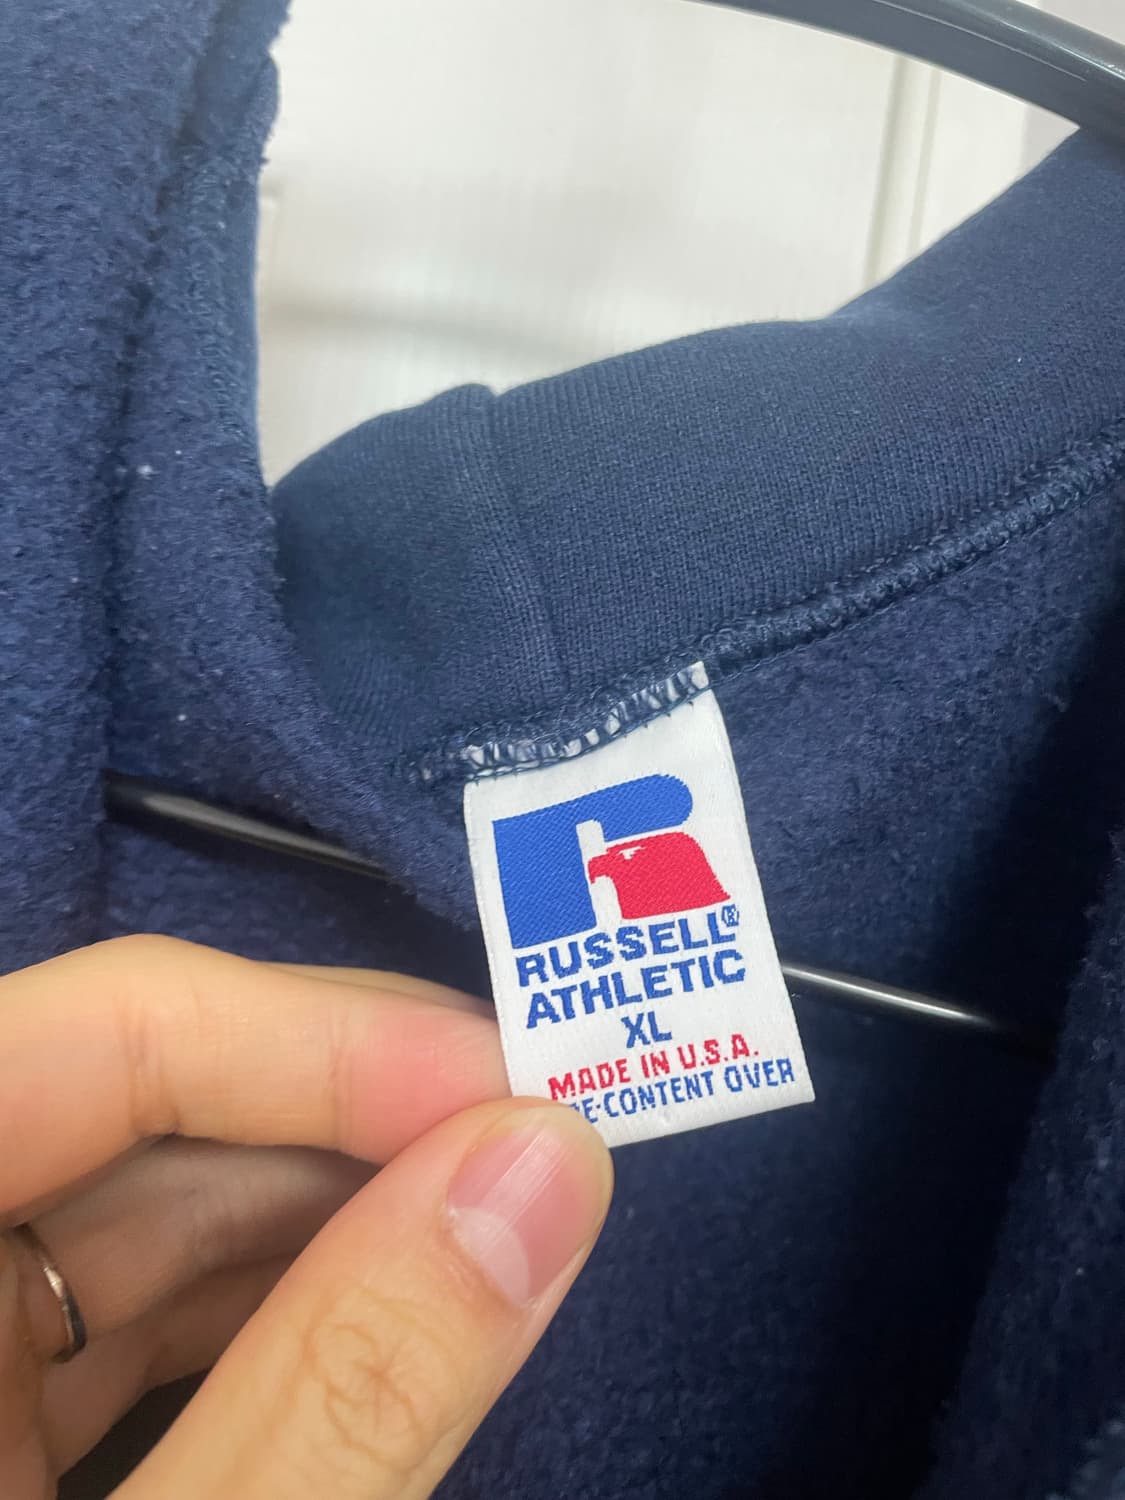 RUSSELL®
ATHLETIC
XL
MADE IN U.S.A.
E-CONTENT OVER